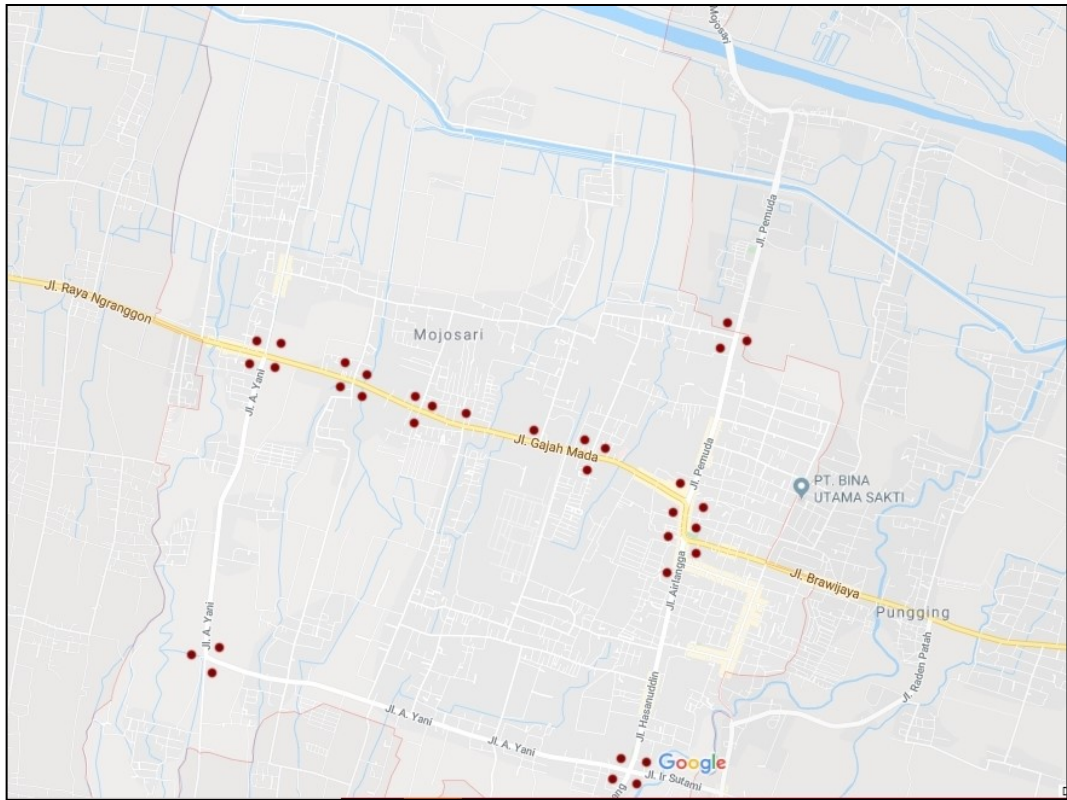 Mojosari
Jl. Pemuda
Jl. Raya Ngranggon
Mojosari
Jl. A. Yani
Jl. Gajah Mada
Jl. Pemuda
PT. BINA
UTAMA SAKTI
Jl. Airlangga
Jl. Brawijaya
Pungging
Jl. A. Yani
Jl. Raden Patah
Jl. Hasanuddin
Jl. A. Yani
Jl. A. Yani
Google
Jl. Ir Sutami